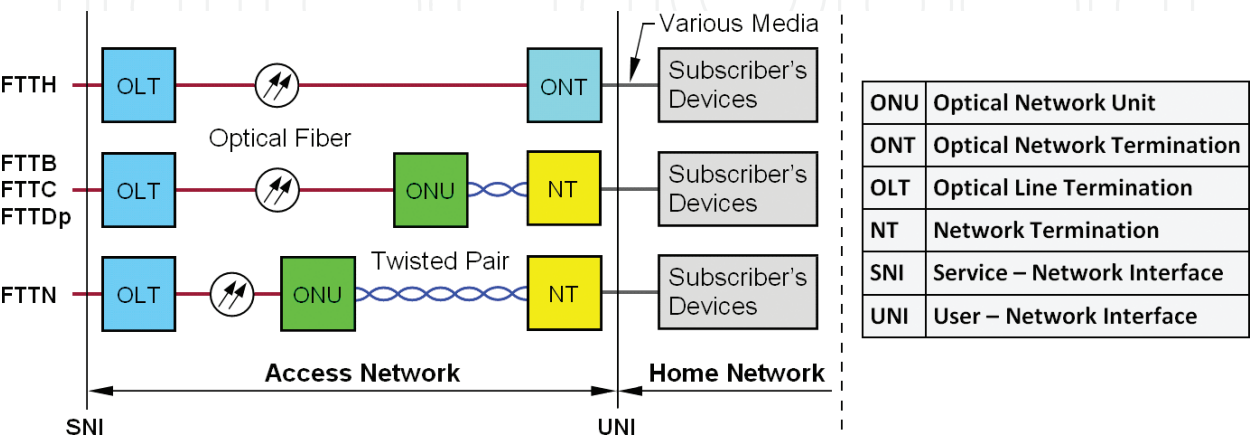 Various Media
FTTH
OLT
ONT
Subscriber's
Devices
Optical Fiber
FTTB
FTTC
FTTDp
OLT
ONU
NT
Subscriber's
Devices
Twisted Pair
FTTN
OLT
ONU
NT
Subscriber's
Devices
Access Network
Home Network
SNI
UNI
ONU Optical Network Unit
ONT Optical Network Termination
OLT Optical Line Termination
NT Network Termination
SNI Service – Network Interface
UNI User – Network Interface